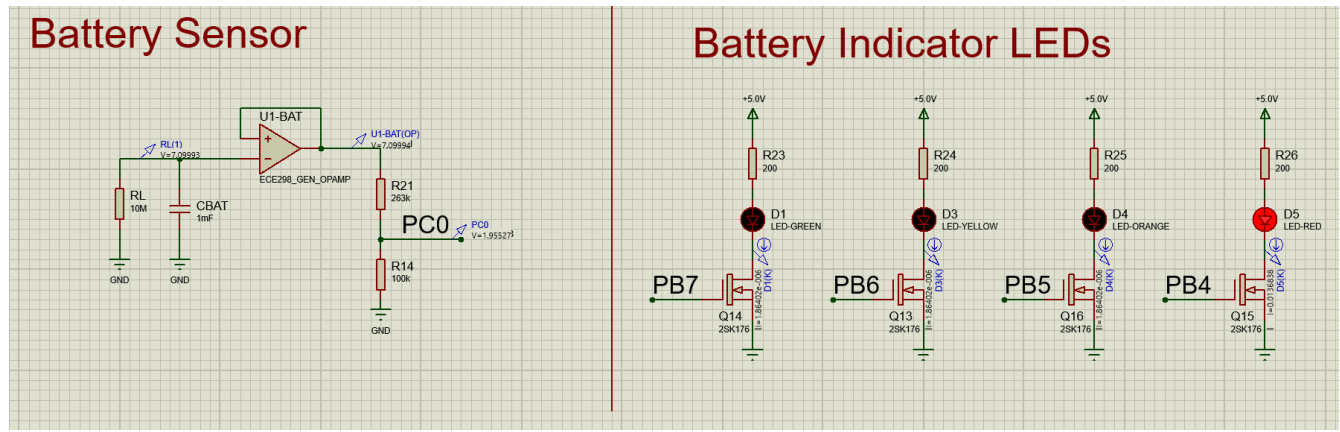 Battery Sensor
Battery Indicator LEDs
U1-BAT
+
−
ECE298_GEN_OPAMP
RL(1)
V=7.09993
U1-BAT(OP)
V=7.09994
RL
10M
CBAT
1mF
R21
263k
PC0
PC0
V=1.95527
R14
100k
GND
GND
GND
+5.0V
R23
200
D1
LED-GREEN
D1(K)
I=1.86402e-006
PB7
Q14
2SK176
+5.0V
R24
200
D3
LED-YELLOW
D3(K)
I=1.86402e-006
PB6
Q13
2SK176
+5.0V
R25
200
D4
LED-ORANGE
D4(K)
I=1.86402e-006
PB5
Q16
2SK176
+5.0V
R26
200
D5
LED-RED
D5(K)
I=0.0136838
PB4
Q15
2SK176